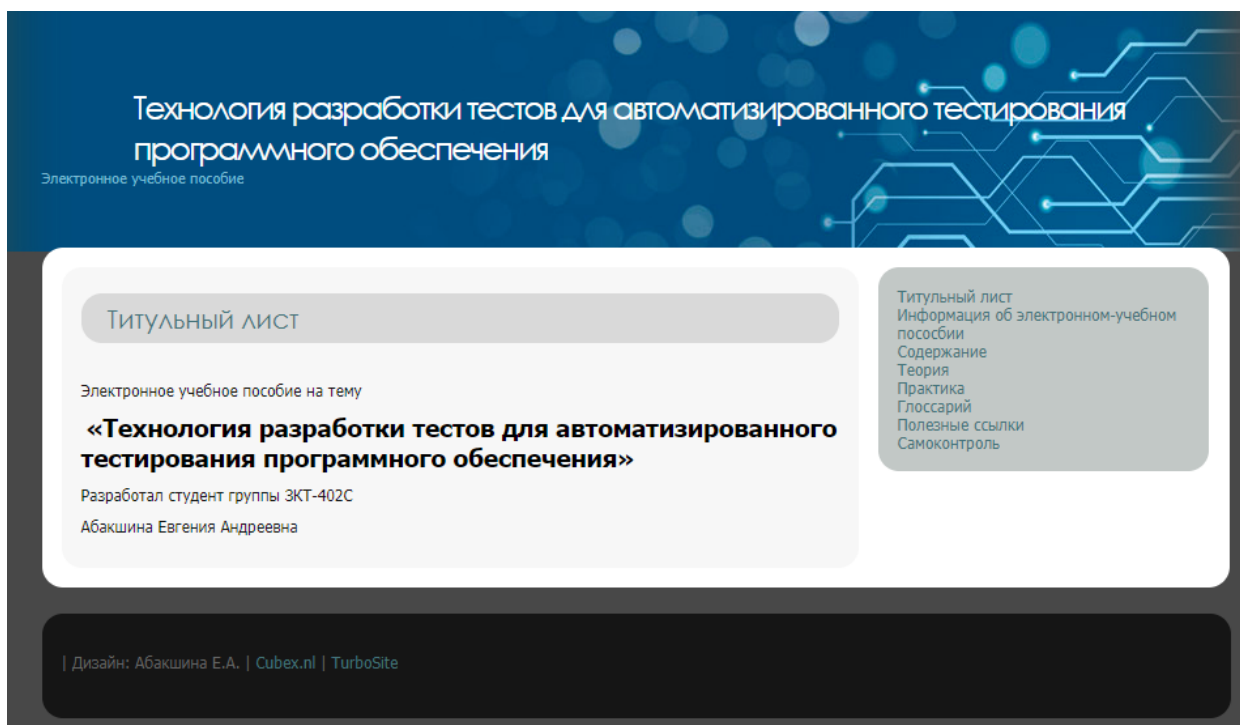 Технология разработки тестов для автоматизированного тестирования
программного обеспечения
Электронное учебное пособие
Титульный лист
Электронное учебное пособие на тему
«Технология разработки тестов для автоматизированного
тестирования программного обеспечения»
Разработал студент группы ЗКТ-402С
Абакшина Евгения Андреевна
Титульный лист
Информация об электронном-учебном
пососбии
Содержание
Теория
Практика
Глоссарий
Полезные ссылки
Самоконтроль
| Дизайн: Абакшина Е.А. | Cubex.nl | TurboSite